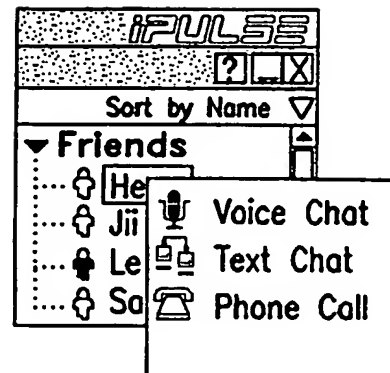 iPULSE
? _ X
Sort by Name
Friends
He
Jii
Le
Sa
Voice Chat
Text Chat
Phone Call